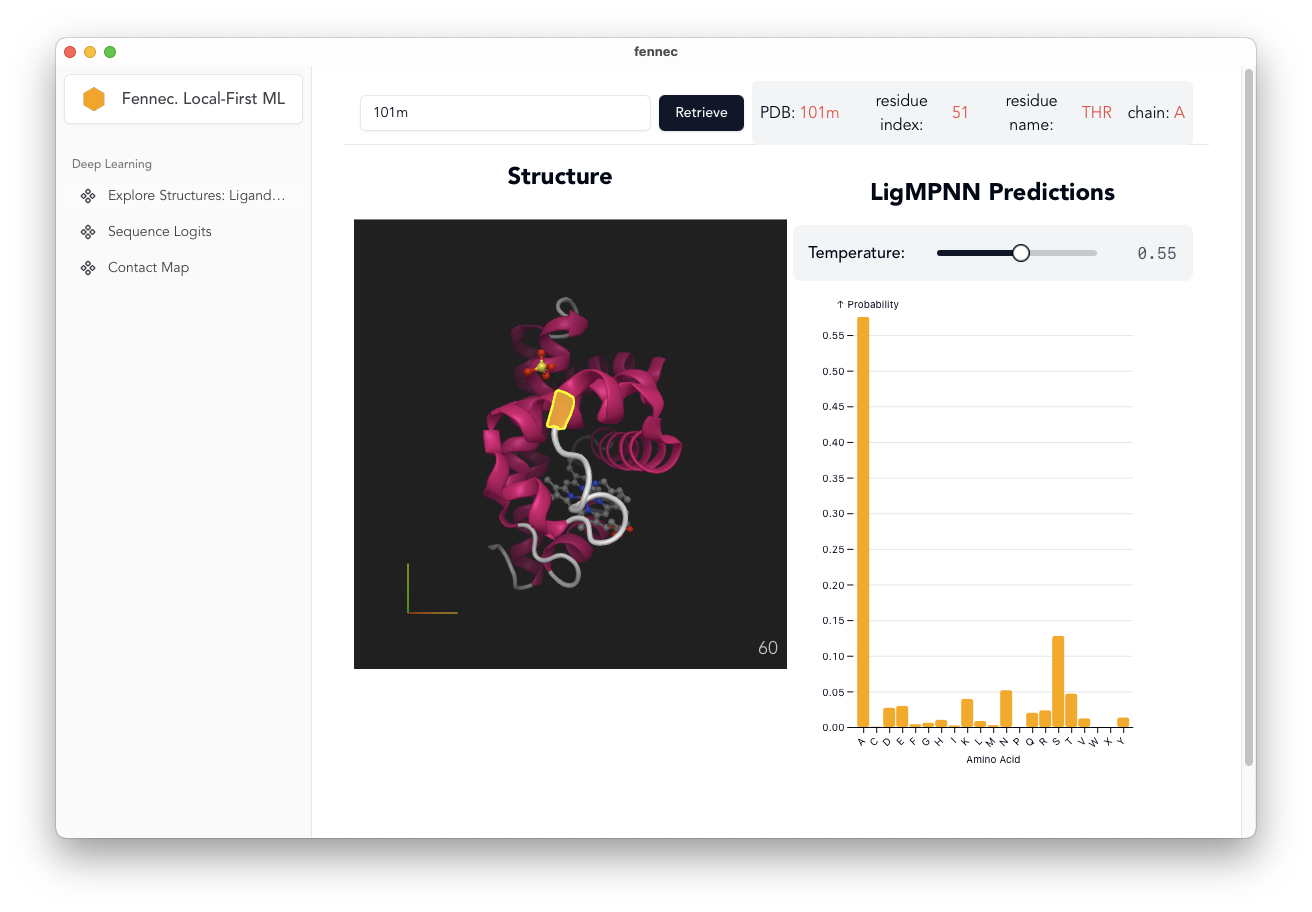 fennec
Fennec. Local-First ML
Deep Learning
Explore Structures: Ligand…
Sequence Logits
Contact Map
101m
Retrieve
PDB: 101m
residue
index:
51
residue
name:
THR
chain: A
Structure
60
LigMPNN Predictions
Temperature:
0.55
↑ Probability
0.55
0.50
0.45
0.40
0.35
0.30
0.25
0.20
0.15
0.10
0.05
0.00
A C D E F G H I K L M N P Q R S T V W X Y
Amino Acid